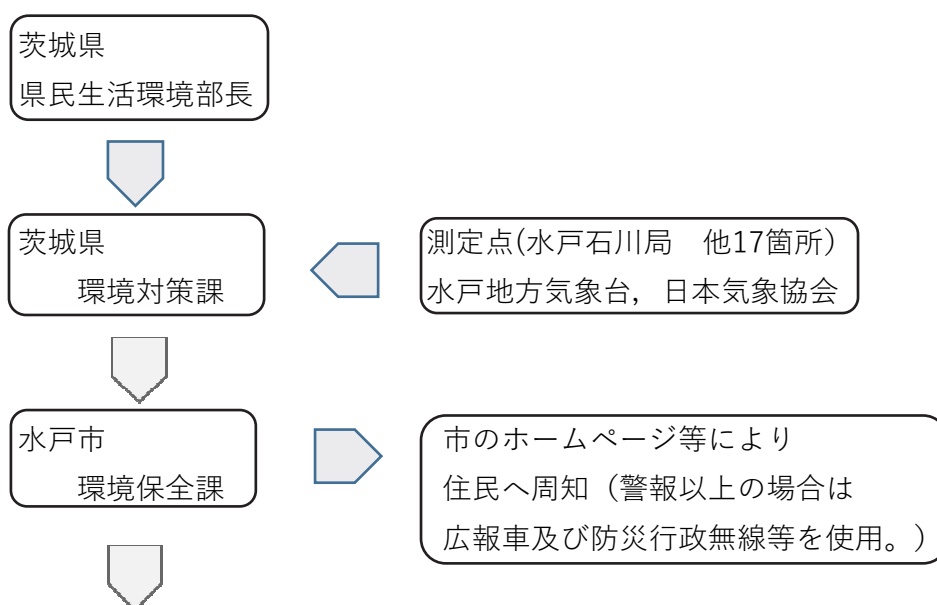 茨城県
県民生活環境部長
茨城県
環境対策課
測定点(水戸石川局　他17箇所)
水戸地方気象台，日本気象協会
水戸市
環境保全課
市のホームページ等により
住民へ周知（警報以上の場合は
広報車及び防災行政無線等を使用。）